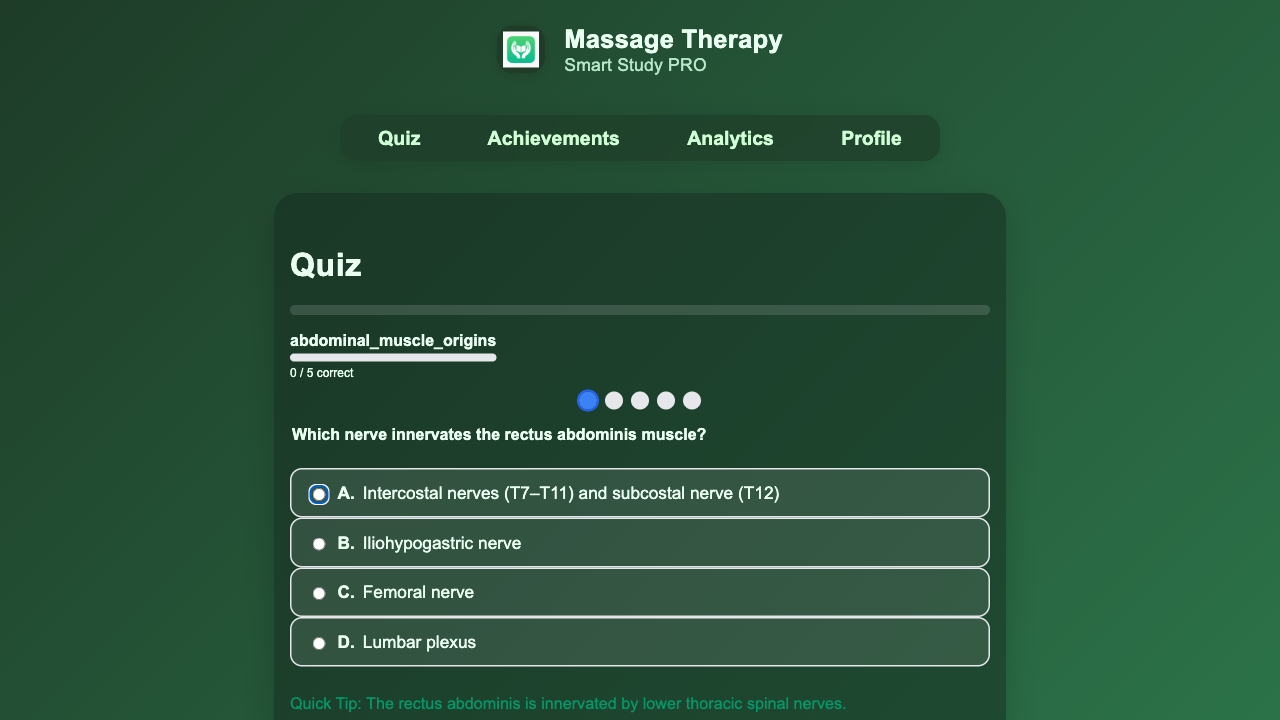 Massage Therapy
Smart Study PRO
Quiz Achievements Analytics Profile
Quiz
abdominal_muscle_origins
0 / 5 correct
Which nerve innervates the rectus abdominis muscle?
A. Intercostal nerves (T7–T11) and subcostal nerve (T12)
B. Iliohypogastric nerve
C. Femoral nerve
D. Lumbar plexus
Quick Tip: The rectus abdominis is innervated by lower thoracic spinal nerves.